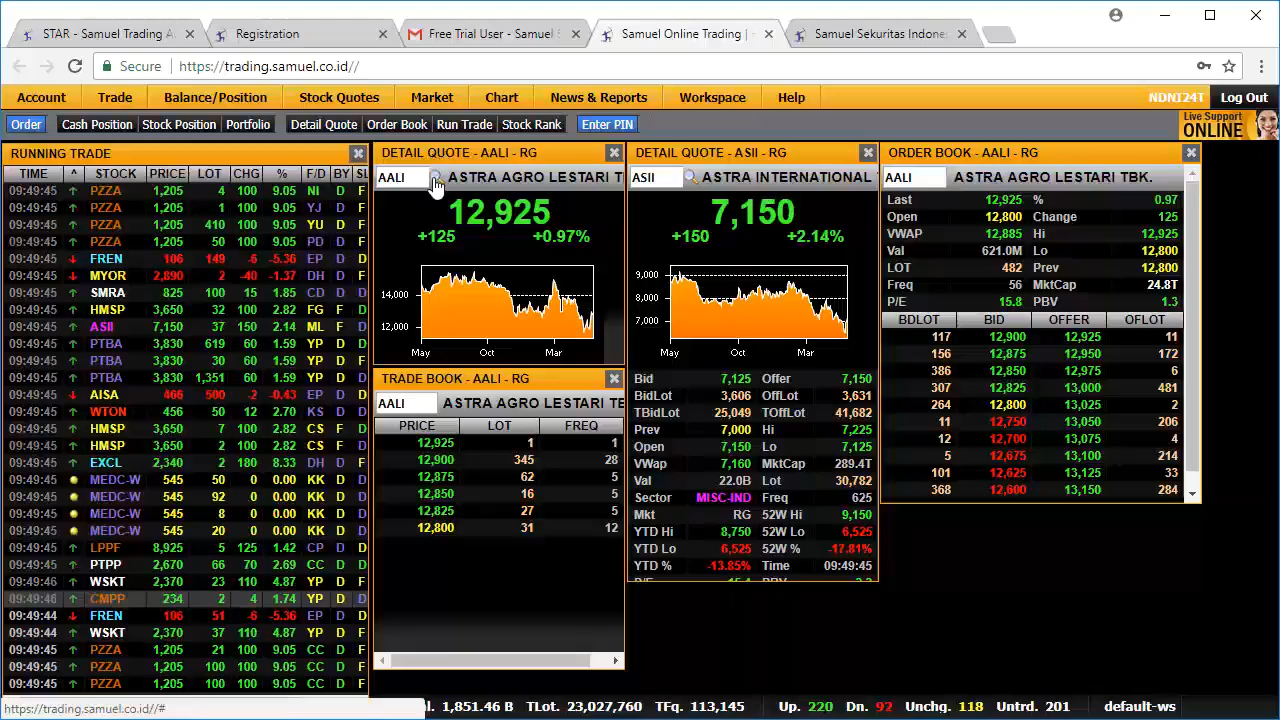 STAR - Samuel Trading A
Registration
Free Trial User - Samuel S
Samuel Online Trading |
Samuel Sekuritas Indones
Secure
https://trading.samuel.co.id//
Account Trade Balance/Position Stock Quotes Market Chart News & Reports Workspace Help NDNI24T Log Out
Order Cash Position Stock Position Portfolio Detail Quote Order Book Run Trade Stock Rank Enter PIN Live Support ONLINE
RUNNING TRADE
TIME ^ STOCK PRICE LOT CHG % F/D BY SL
09:49:45 PZZA 1,205 4 100 9.05 NI D F
09:49:45 PZZA 1,205 1 100 9.05 YJ D F
09:49:45 PZZA 1,205 410 100 9.05 YU D F
09:49:45 PZZA 1,205 50 100 9.05 PD D F
09:49:45 FREN 106 149 -6 -5.36 EP D F
09:49:45 MYOR 2,890 2 -40 -1.37 DH D F
09:49:45 SMRA 825 100 15 1.85 CD D F
09:49:45 HMSP 3,650 32 100 2.82 FG F D
09:49:45 ASII 7,150 37 150 2.14 ML F D
09:49:45 PTBA 3,830 619 60 1.59 YP D D
09:49:45 PTBA 3,830 30 60 1.59 YP D D
09:49:45 PTBA 3,830 1,351 60 1.59 YP D D
09:49:45 AISA 466 500 -2 -0.43 EP D D
09:49:45 WTON 456 50 12 2.70 KS D F
09:49:45 HMSP 3,650 7 100 2.82 CS F D
09:49:45 HMSP 3,650 2 100 2.82 CS F D
09:49:45 EXCL 2,340 2 180 8.33 DH D F
09:49:45 MEDC-W 545 50 0 0.00 KK D D
09:49:45 MEDC-W 545 92 0 0.00 KK D D
09:49:45 MEDC-W 545 8 0 0.00 KK D D
09:49:45 MEDC-W 545 20 0 0.00 KK D D
09:49:45 LPPF 8,925 5 125 1.42 CP D D
09:49:45 PTPP 2,670 66 70 2.69 CC D D
09:49:46 WSKT 2,370 23 110 4.87 YP D F
09:49:46 CMPP 234 2 4 1.74 YP D D
09:49:44 FREN 106 51 -6 -5.36 EP D F
09:49:44 WSKT 2,370 37 110 4.87 YP D F
09:49:45 PZZA 1,205 21 100 9.05 CC D F
09:49:45 PZZA 1,205 100 100 9.05 CC D F
09:49:45 PZZA 1,205 100 100 9.05 CC D F
DETAIL QUOTE - AALI - RG
AALI ASTRA AGRO LESTARI T
12,925
+125 +0.97%
14,000
12,000
May Oct Mar
TRADE BOOK - AALI - RG
AALI ASTRA AGRO LESTARI TE
PRICE LOT FREQ
12,925 1 1
12,900 345 28
12,875 62 5
12,850 16 5
12,825 27 5
12,800 31 12
DETAIL QUOTE - ASII - RG
ASII ASTRA INTERNATIONAL
7,150
+150 +2.14%
9,000
8,000
7,000
May Oct Mar
Bid 7,125 Offer 7,150
BidLot 3,606 OffLot 3,631
TBidLot 25,049 TOffLot 41,682
Prev 7,000 Hi 7,225
Open 7,150 Lo 7,125
VWap 7,160 MktCap 289.4T
Val 22.0B Lot 30,782
Sector MISC-IND Freq 625
Mkt RG 52W Hi 9,150
YTD Hi 8,750 52W Lo 6,525
YTD Lo 6,525 52W % -17.81%
YTD % -13.85% Time 09:49:45
ORDER BOOK - AALI - RG
AALI ASTRA AGRO LESTARI TBK.
Last 12,925 % 0.97
Open 12,800 Change 125
VWAP 12,885 Hi 12,925
Val 621.0M Lo 12,800
LOT 482 Prev 12,800
Freq 56 MktCap 24.8T
P/E 15.8 PBV 1.3
BDLOT BID OFFER OFLOT
117 12,900 12,925 11
156 12,875 12,950 172
386 12,850 12,975 6
307 12,825 13,000 481
264 12,800 13,025 2
11 12,750 13,050 206
12 12,700 13,075 4
5 12,675 13,100 214
101 12,625 13,125 33
368 12,600 13,150 284
https://trading.samuel.co.id//#
al. 1,851.46 B TLot. 23,027,760 TFq. 113,145 Up. 220 Dn. 92 Unchg. 118 Untrd. 201 default-ws